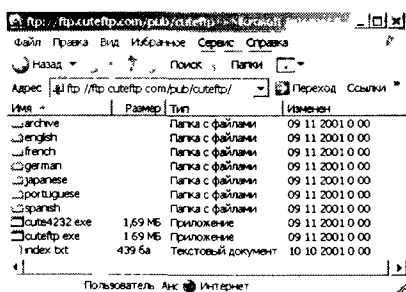 ftp://ftp.cuteftp.com/pub/cuteftp
Файл Правка Вид Избранное Сервис Справка
Назад Поиск Папки
Адрес ftp //ftp cuteftp com/pub/cuteftp/ Переход Ссылки »
Имя Размер Тип Изменен
archive Папка с файлами 09 11 2001 0 00
english Папка с файлами 09 11 2001 0 00
french Папка с файлами 09 11 2001 0 00
german Папка с файлами 09 11 2001 0 00
japanese Папка с файлами 09 11 2001 0 00
portuguese Папка с файлами 09 11 2001 0 00
spanish Папка с файлами 09 11 2001 0 00
cute4232 exe 1,69 МБ Приложение 09 11 2001 0 00
cuteftp exe 1 69 МБ Приложение 09 11 2001 0 00
index txt 439 ба Текстовый документ 10 10 2001 0 00
Пользователь Анс Интернет